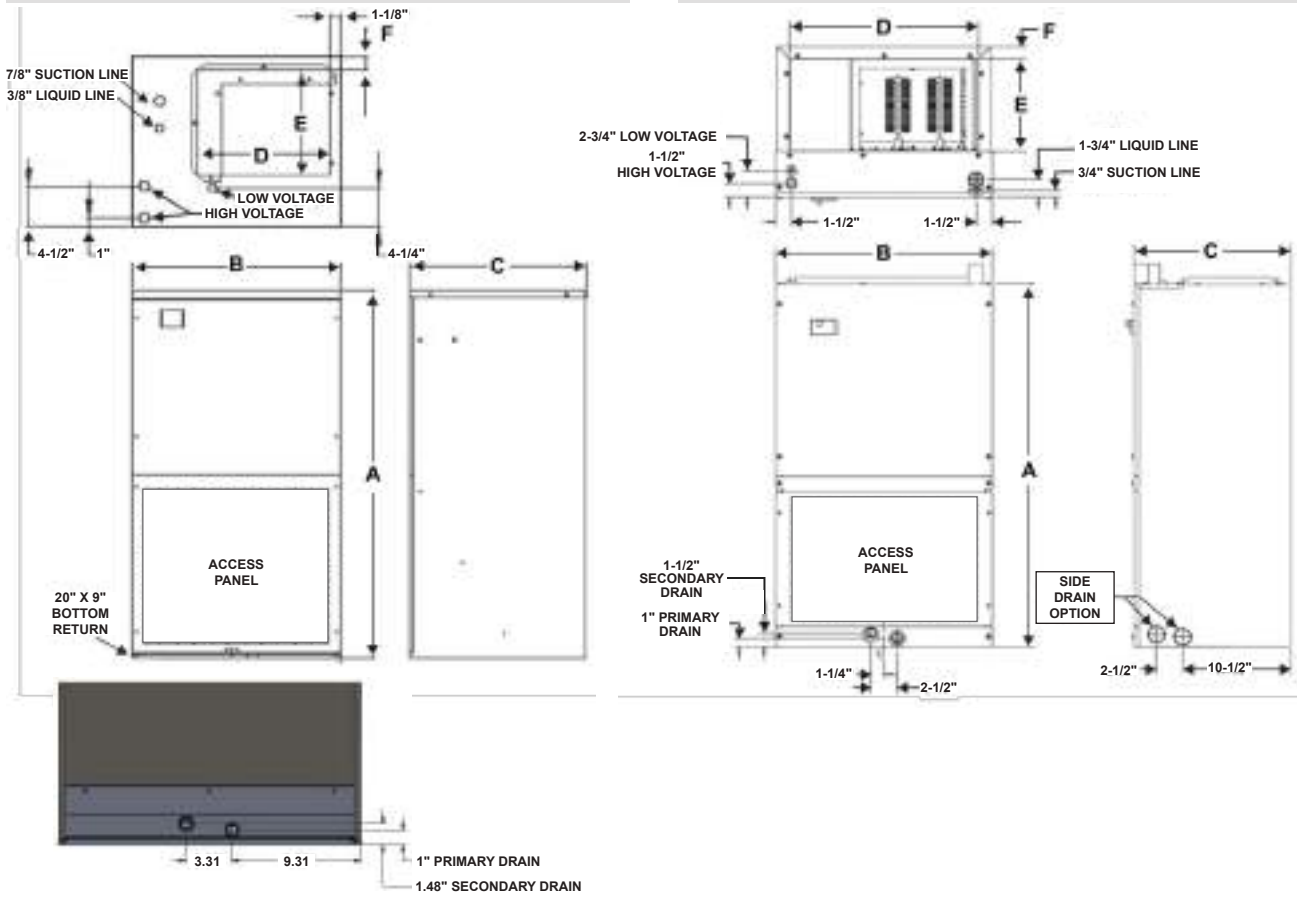 1-1/8"
F
7/8" SUCTION LINE
3/8" LIQUID LINE
E
D
LOW VOLTAGE
HIGH VOLTAGE
4-1/2"
1"
4-1/4"
B
C
A
ACCESS
PANEL
20" X 9"
BOTTOM
RETURN
3.31
9.31
1" PRIMARY DRAIN
1.48" SECONDARY DRAIN
D
F
E
2-3/4" LOW VOLTAGE
1-1/2"
HIGH VOLTAGE
1-3/4" LIQUID LINE
3/4" SUCTION LINE
1-1/2"
1-1/2"
B
C
A
ACCESS
PANEL
1-1/2"
SECONDARY
DRAIN
1" PRIMARY
DRAIN
SIDE
DRAIN
OPTION
1-1/4"
2-1/2"
2-1/2"
10-1/2"